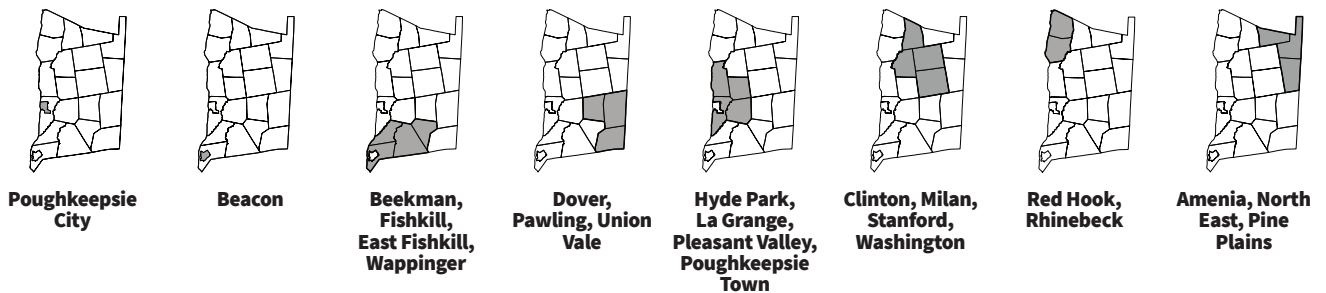 Poughkeepsie
City
Beacon
Beekman,
Fishkill,
East Fishkill,
Wappinger
Dover,
Pawling, Union
Vale
Hyde Park,
La Grange,
Pleasant Valley,
Poughkeepsie
Town
Clinton, Milan,
Stanford,
Washington
Red Hook,
Rhinebeck
Amenia, North
East, Pine
Plains